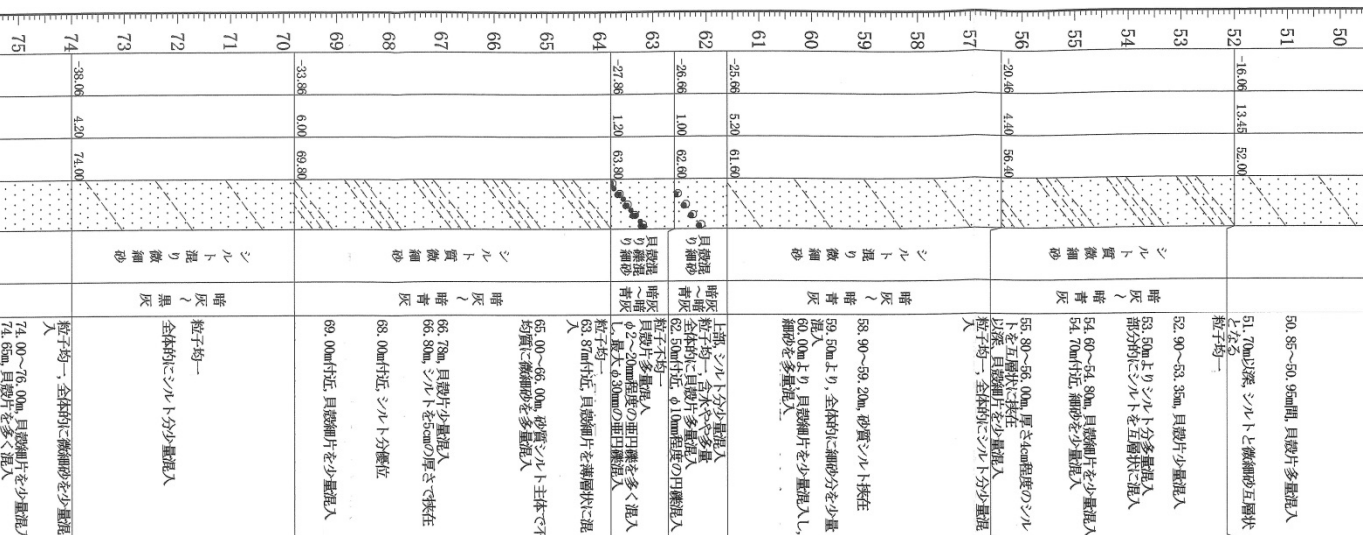 50
51
52
53
54
55
56
57
58
59
60
61
62
63
64
65
66
67
68
69
70
71
72
73
74
75
-16.06
13.45
52.00
-20.46
4.40
56.40
-25.66
5.20
61.60
-26.66
1.00
62.60
-27.86
1.20
63.80
-33.86
6.00
69.80
-38.06
4.20
74.00
シルト質微細砂
シルト混り微細砂
貝殻混り細砂
貝殻混り礫混り細砂
シルト質微細砂
シルト混り微細砂
暗灰～暗青灰
暗灰～暗青灰
暗灰～暗青灰
暗灰～暗青灰
暗灰～暗青灰
暗灰～黒灰
50.85～50.95m間, 貝殻片多量混入
51.70m以深, シルトと微細砂互層状
となる
粒子均一
52.90～53.35m, 貝殻片少量混入
53.50mよりシルト分多量混入
部分的にシルトを互層状に混入
54.60～54.80m, 貝殻細片を少量混入
54.70m付近, 細砂を少量混入
55.80～56.00m, 厚さ4cm程度のシル
トを互層状に挟在
以深, 貝殻細片を少量混入
粒子均一, 全体的にシルト分少量混
入
58.90～59.20m, 砂質シルト挟在
59.50mより, 全体的に細砂分を少量
混入
60.00mより, 貝殻細片を少量混入し,
細砂を多量混入
上部, シルト分少量混入
粒子均一, 含水やや多量
全体的に貝殻片多量混入
62.50m付近, φ10mm程度の円礫混入
粒子不均一
貝殻片多量混入
φ2～20mm程度の亜円礫を多く混入
し, 最大φ30mmの亜円礫混入
粒子均一
63.87m付近, 貝殻細片を薄層状に混
入
65.00～66.00m, 砂質シルト主体で不
均質に微細砂を多量混入
66.78m, 貝殻片少量混入
66.80m, シルトを5cmの厚さで挟在
68.00m付近, シルト分優位
69.00m付近, 貝殻細片を少量混入
粒子均一
全体的にシルト分少量混入
粒子均一, 全体的に微細砂を少量混
入
74.00～76.00m, 貝殻細片を少量混入
74.65m, 貝殻片を多く混入